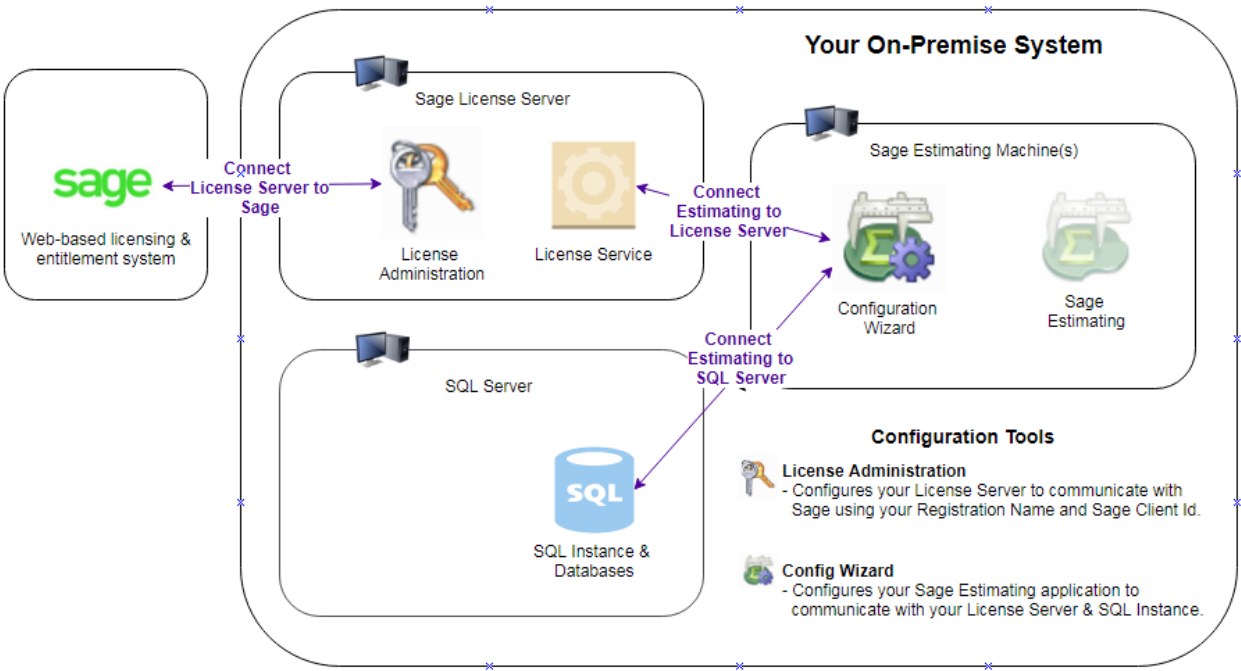 Your On-Premise System
Sage License Server
Sage Estimating Machine(s)
sage
Web-based licensing &
entitlement system
Connect
License Server to
Sage
License
Administration
License Service
Connect
Estimating to
License Server
Σ
Configuration
Wizard
Σ
Sage
Estimating
Connect
Estimating to
SQL Server
SQL Server
SQL
SQL Instance &
Databases
Configuration Tools
License Administration
- Configures your License Server to communicate with
Sage using your Registration Name and Sage Client Id.
Σ
Config Wizard
- Configures your Sage Estimating application to
communicate with your License Server & SQL Instance.